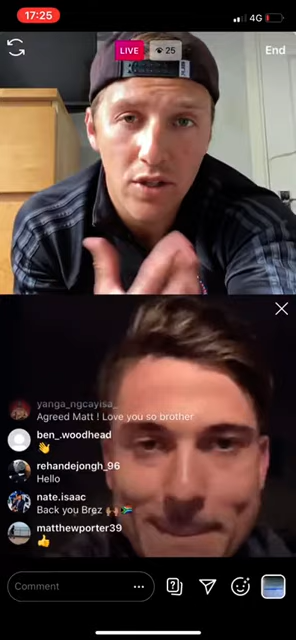 17:25
4G
LIVE
25
End
yanga_ngcayisa_
Agreed Matt ! Love you so brother
ben_.woodhead
👋
rehandejongh_96
Hello
nate.isaac
Back you Brez 🙌🏽🇿🇦
matthewporter39
👍
Comment